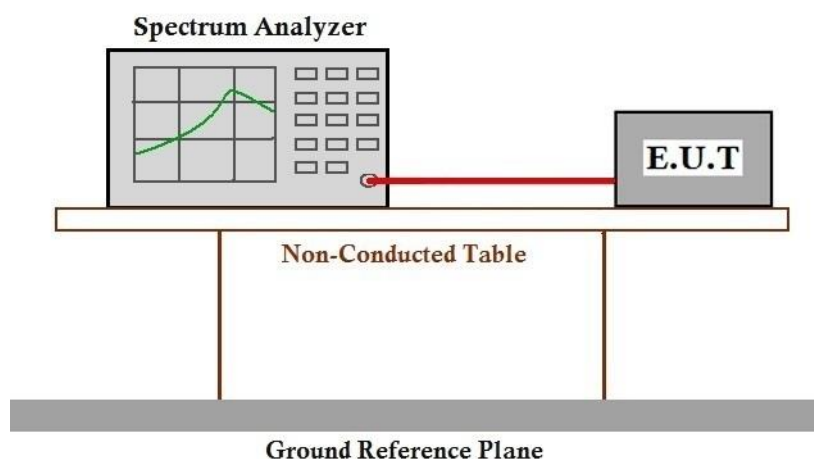 Spectrum Analyzer
E.U.T
Non-Conducted Table
Ground Reference Plane